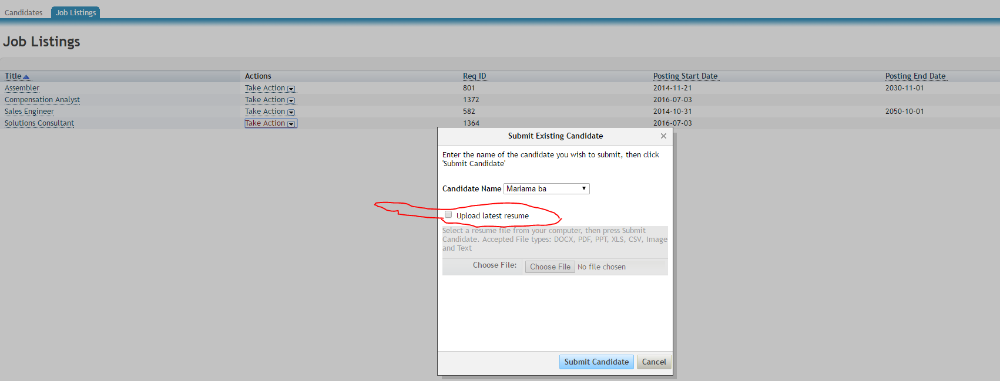 Candidates Job Listings
Job Listings
Title Actions Req ID Posting Start Date Posting End Date
Assembler Take Action 801 2014-11-21 2030-11-01
Compensation Analyst Take Action 1372 2016-07-03
Sales Engineer Take Action 582 2014-10-31 2050-10-01
Solutions Consultant Take Action 1364 2016-07-03
Submit Existing Candidate
Enter the name of the candidate you wish to submit, then click
'Submit Candidate'
Candidate Name Mariama ba
Upload latest resume
Select a resume file from your computer, then press Submit
Candidate. Accepted File types: DOCX, PDF, PPT, XLS, CSV, Image
and Text
Choose File: Choose File No file chosen
Submit Candidate Cancel